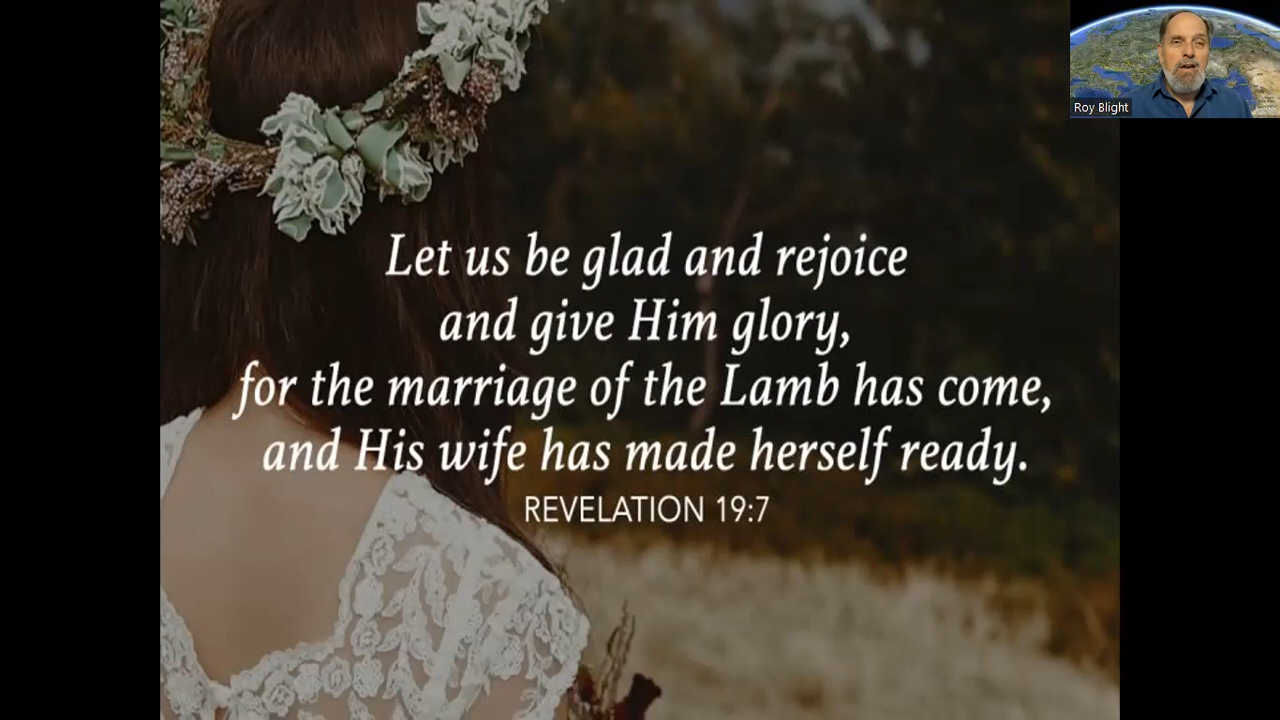 Roy Blight
Let us be glad and rejoice
and give Him glory,
for the marriage of the Lamb has come,
and His wife has made herself ready.
REVELATION 19:7